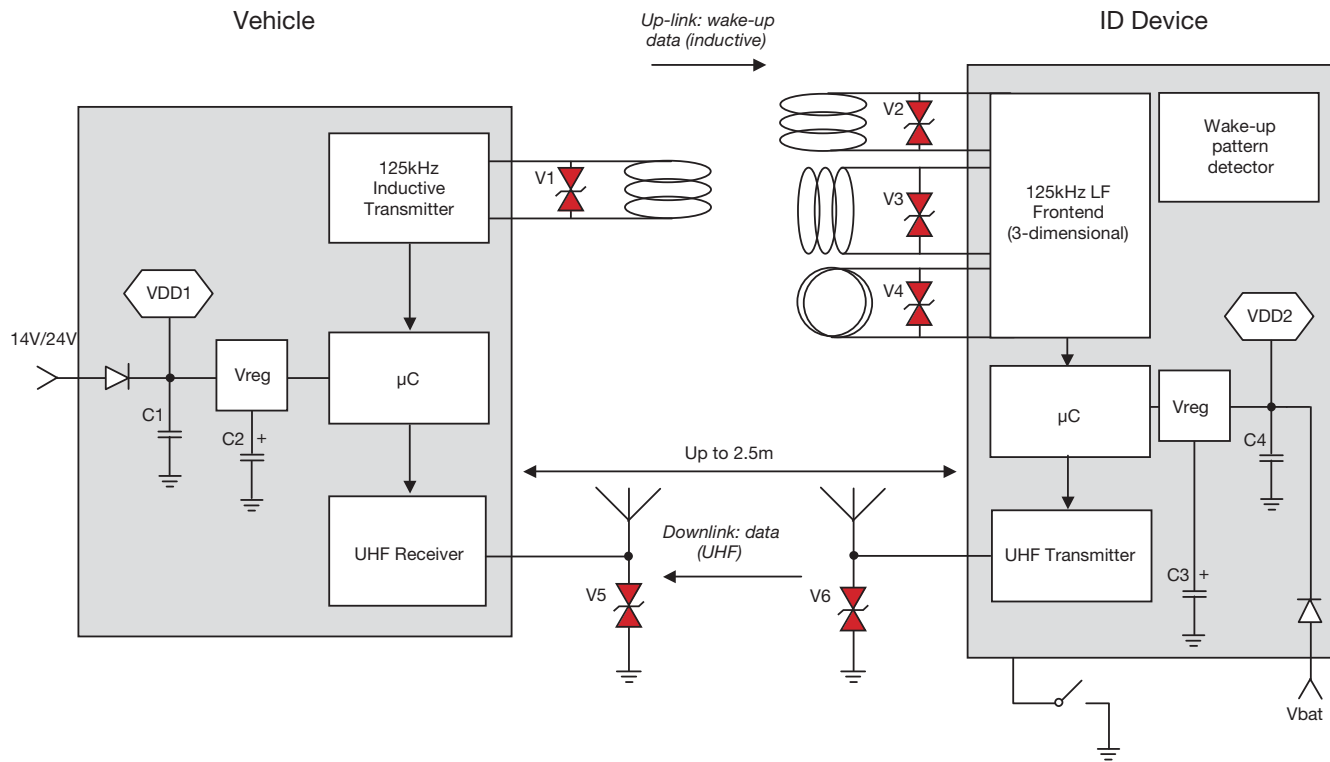 Vehicle
Up-link: wake-up
data (inductive)
ID Device
125kHz
Inductive
Transmitter
V1
V2
V3
V4
125kHz LF
Frontend
(3-dimensional)
Wake-up
pattern
detector
VDD1
14V/24V
Vreg
µC
C1
C2 +
VDD2
µC
Vreg
C4
Up to 2.5m
UHF Receiver
Downlink: data
(UHF)
V5
V6
UHF Transmitter
C3 +
Vbat